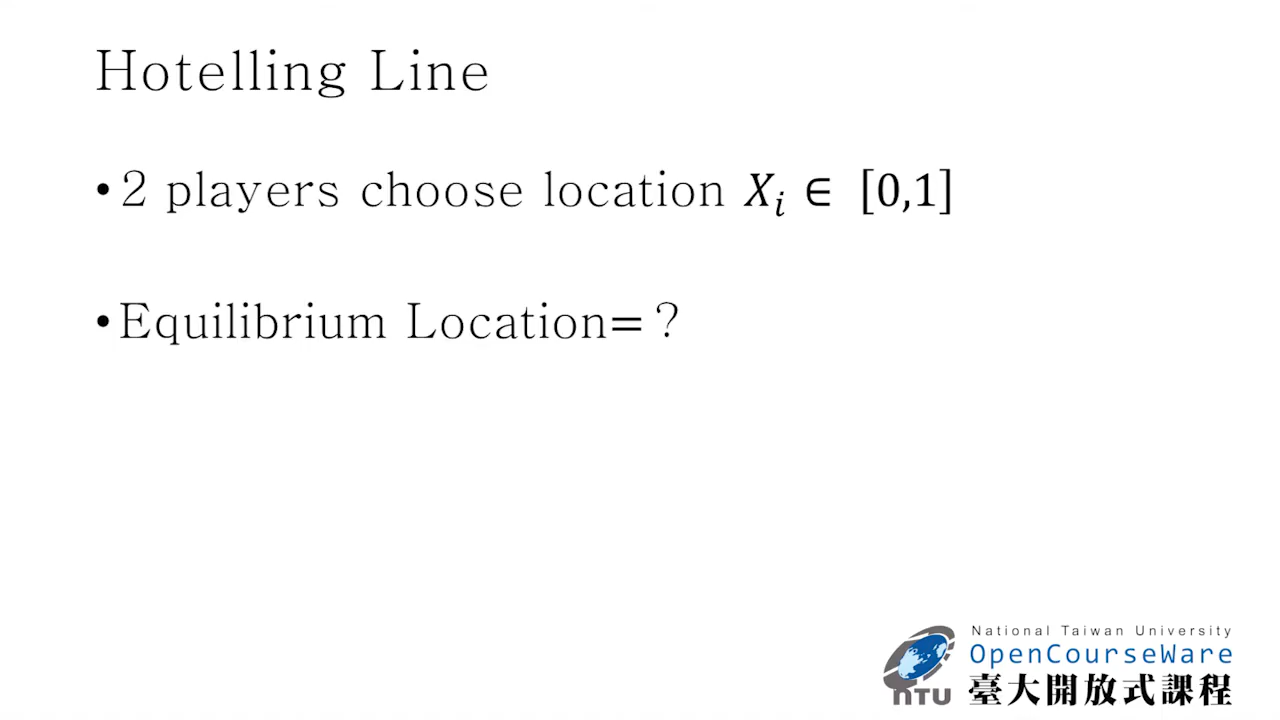 Hotelling Line
•2 players choose location Xᵢ ∈ [0,1]
•Equilibrium Location=?
National Taiwan University
OpenCourseWare
NTU 臺大開放式課程